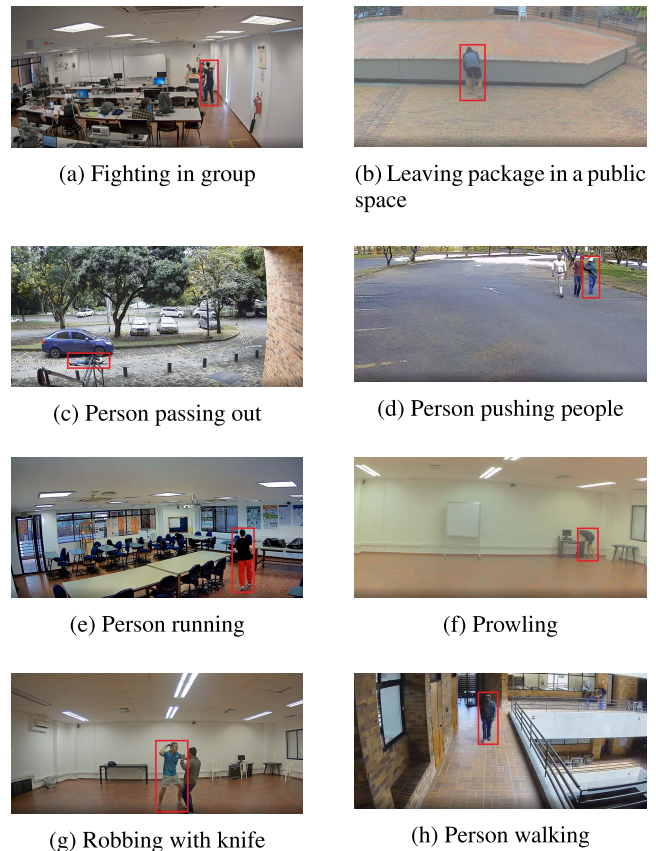 (a) Fighting in group
(b) Leaving package in a public
space
(c) Person passing out
(d) Person pushing people
(e) Person running
(f) Prowling
(g) Robbing with knife
(h) Person walking